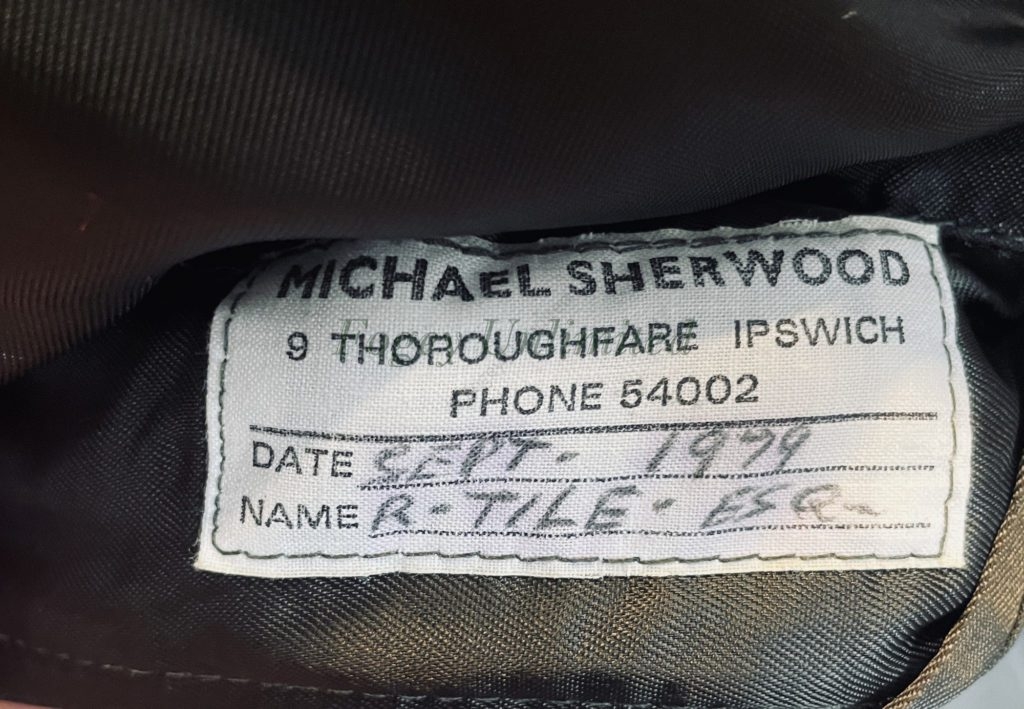 MICHAEL SHERWOOD
9 THOROUGHFARE IPSWICH
PHONE 54002
DATE SEPT. 1979
NAME R. TILE. ESQ.